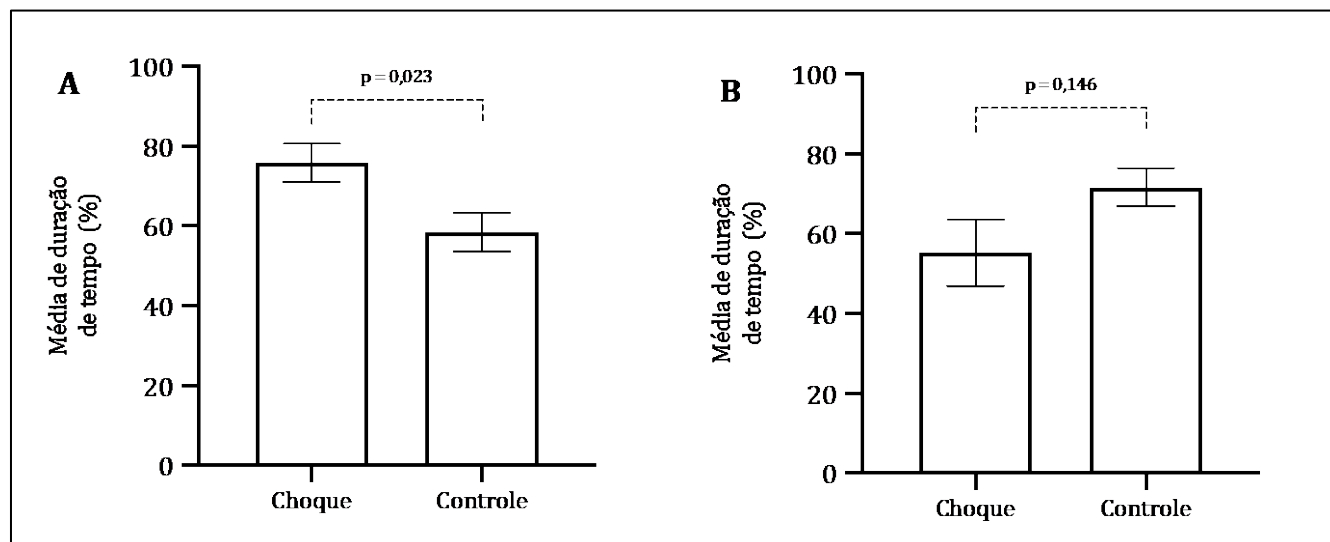 A
Média de duração
de tempo (%)
100
80
60
40
20
0
p = 0,023
Choque
Controle
B
Média de duração
de tempo (%)
100
80
60
40
20
0
p = 0,146
Choque
Controle